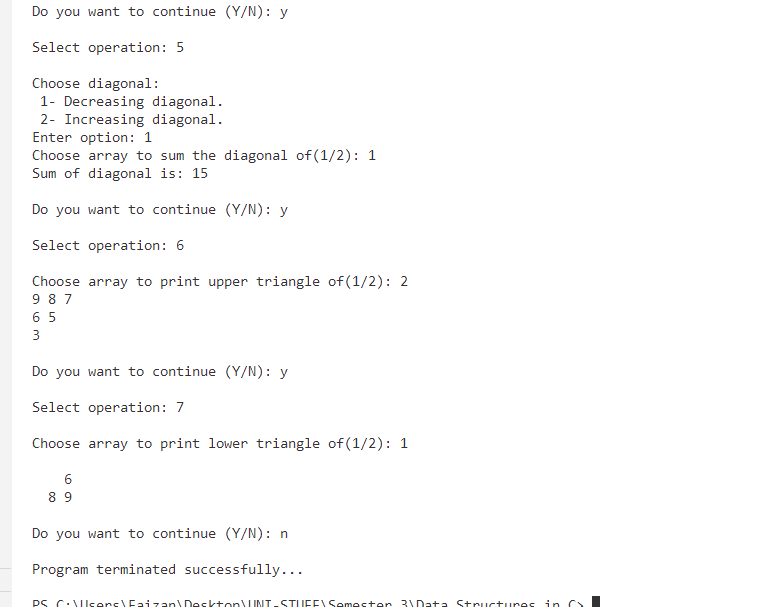 Do you want to continue (Y/N): y
Select operation: 5
Choose diagonal:
1- Decreasing diagonal.
2- Increasing diagonal.
Enter option: 1
Choose array to sum the diagonal of(1/2): 1
Sum of diagonal is: 15
Do you want to continue (Y/N): y
Select operation: 6
Choose array to print upper triangle of(1/2): 2
9 8 7
6 5
3
Do you want to continue (Y/N): y
Select operation: 7
Choose array to print lower triangle of(1/2): 1
6
8 9
Do you want to continue (Y/N): n
Program terminated successfully...
PS C:\Users\Faizan\Desktop\UNI-STUFF\Semester 3\Data Structures in C>